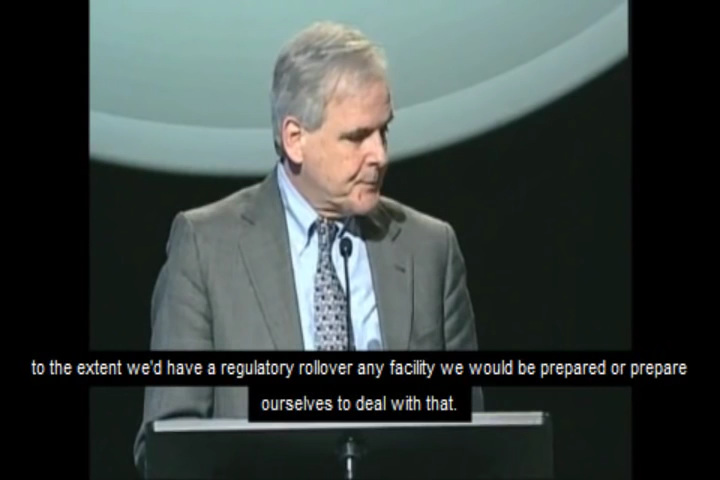 to the extent we'd have a regulatory rollover any facility we would be prepared or prepare
ourselves to deal with that.